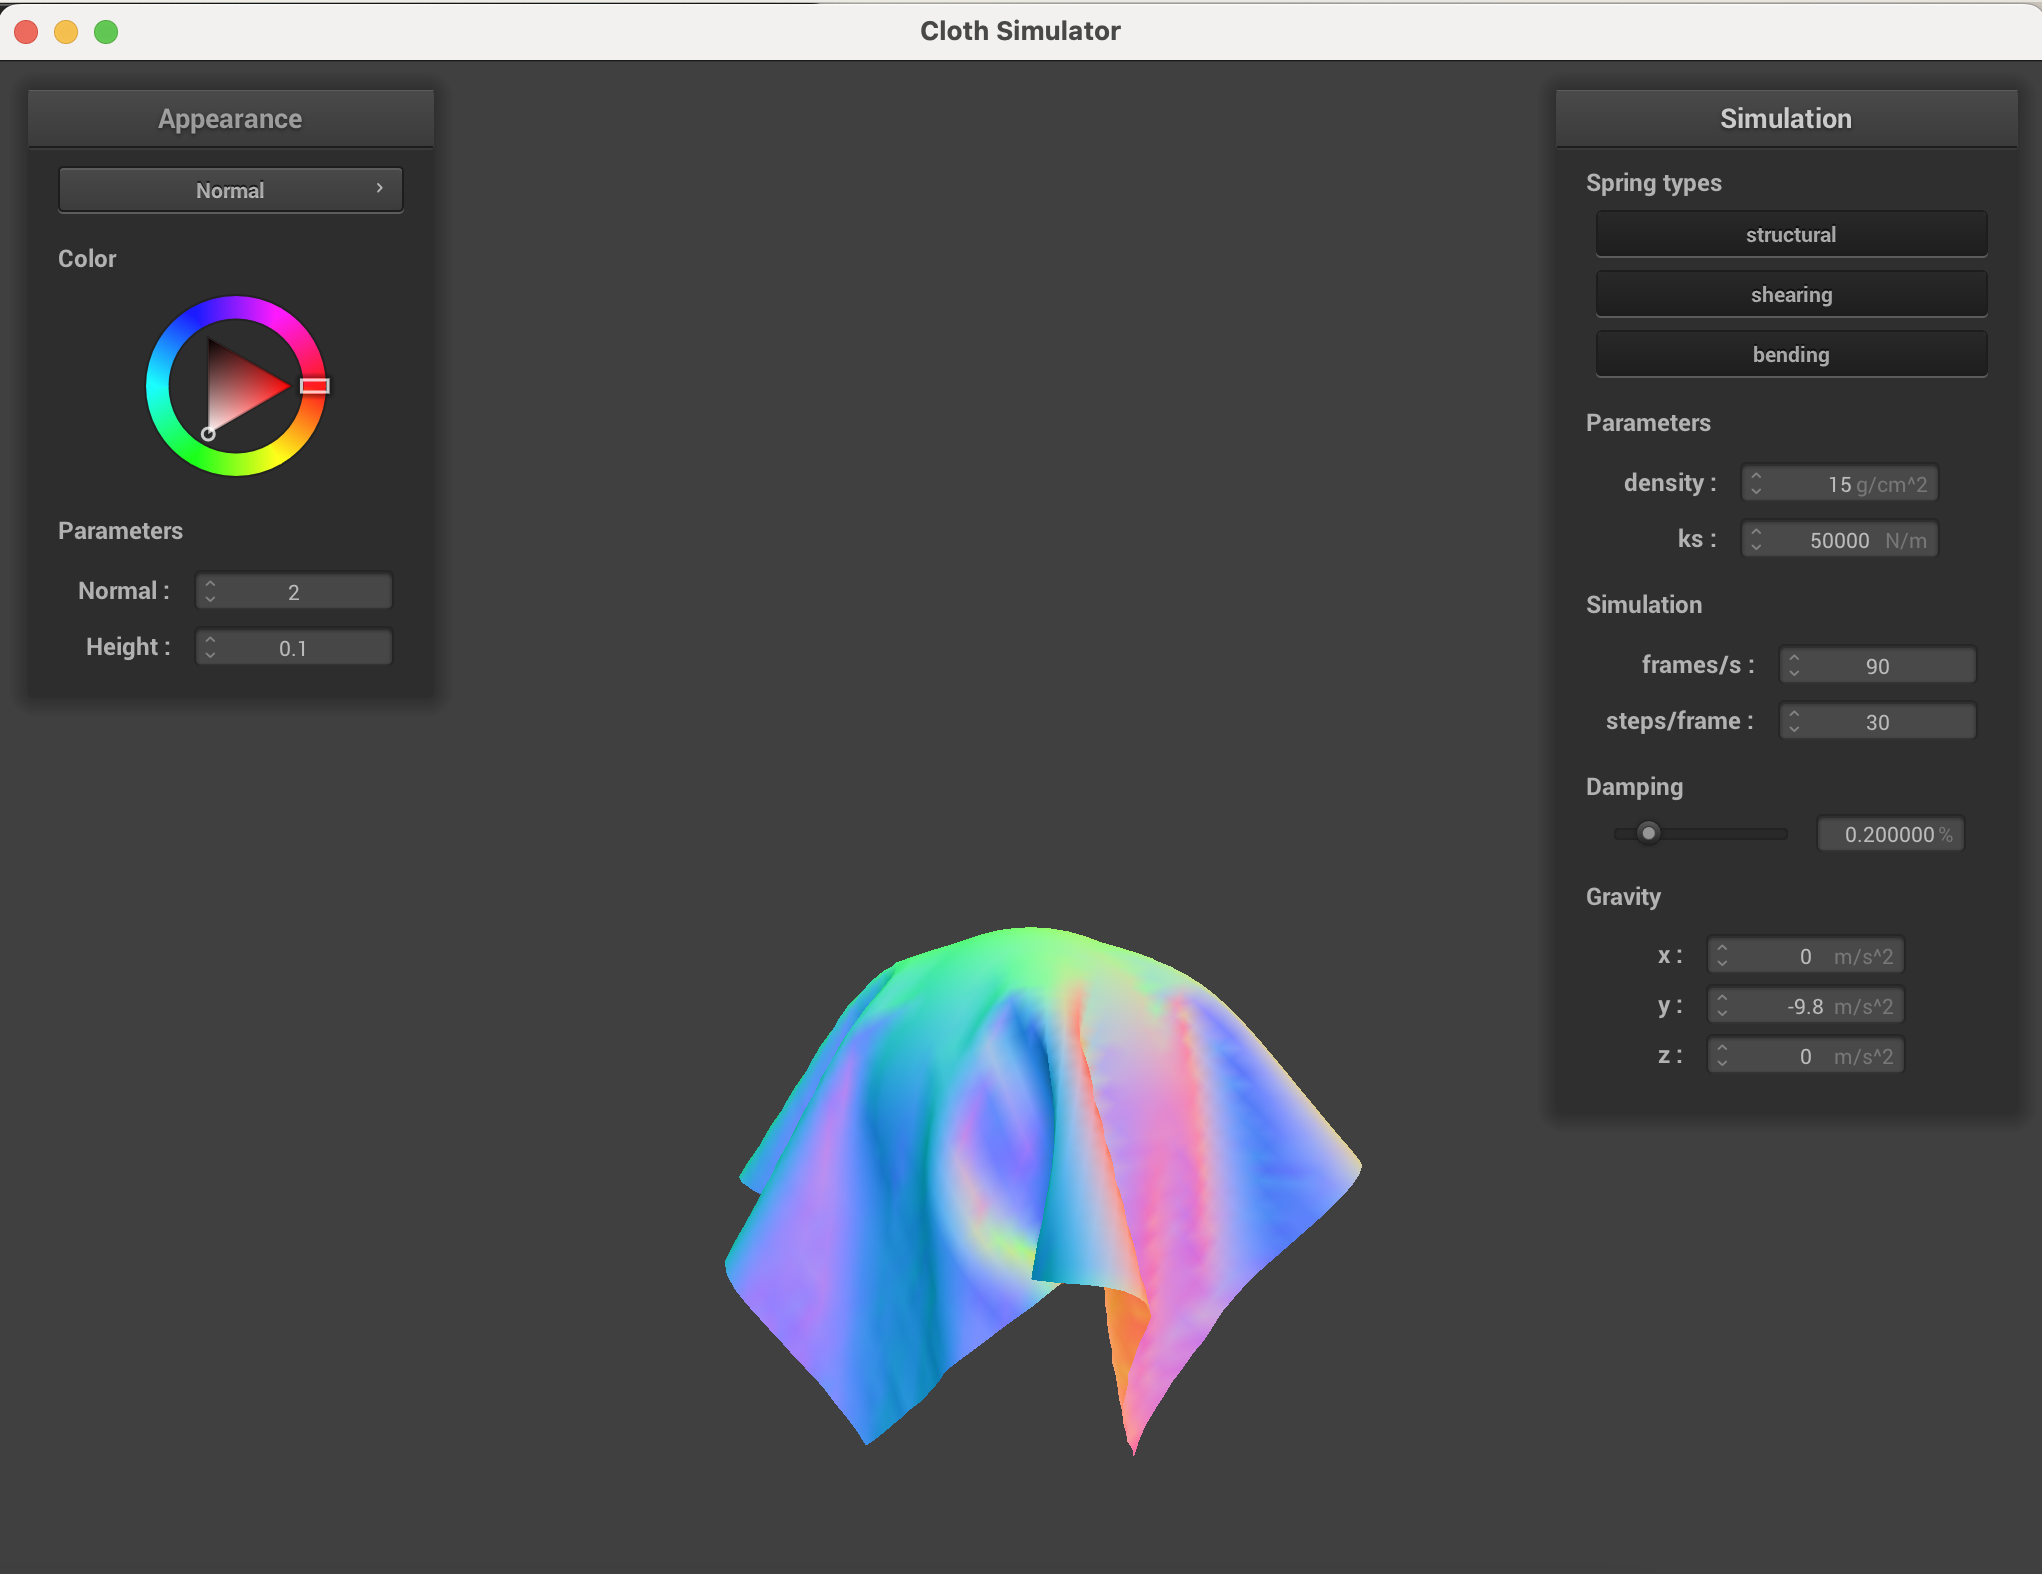 Cloth Simulator
Appearance
Normal
Color
Parameters
Normal : 2
Height : 0.1
Simulation
Spring types
structural
shearing
bending
Parameters
density : 15 g/cm^2
ks : 50000 N/m
Simulation
frames/s : 90
steps/frame : 30
Damping
0.200000 %
Gravity
x : 0 m/s^2
y : -9.8 m/s^2
z : 0 m/s^2